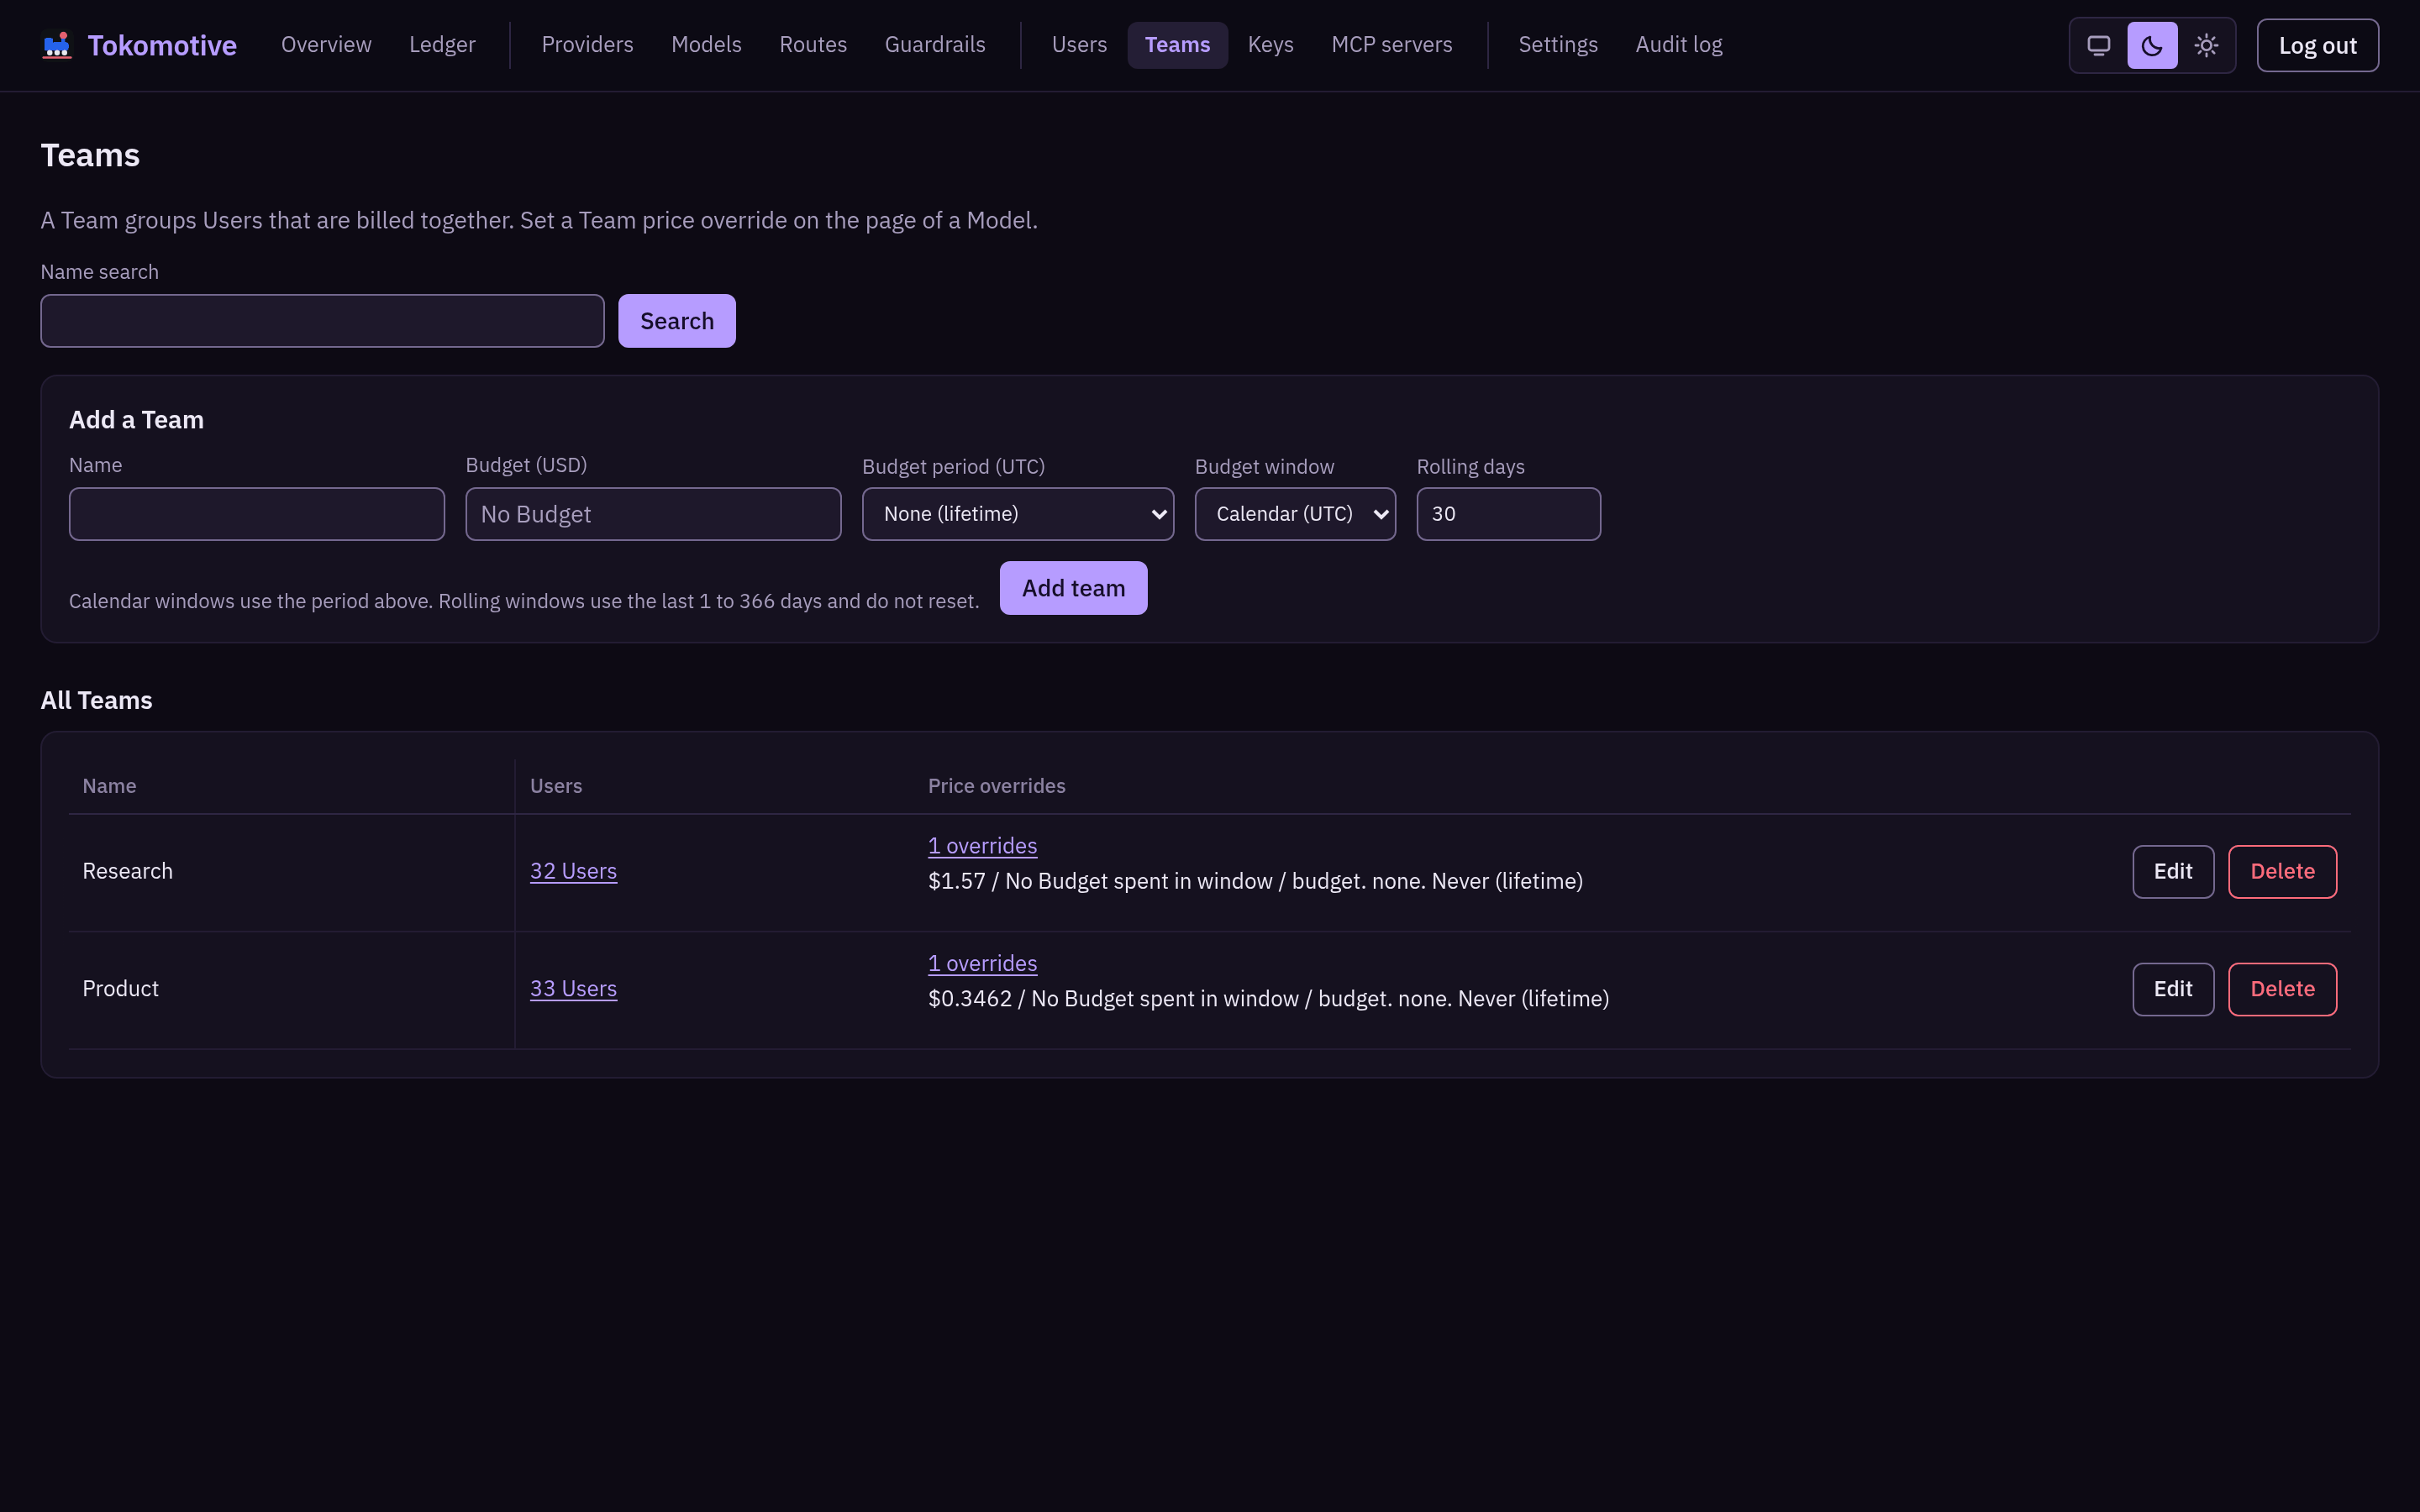 Tokomotive Overview Ledger Providers Models Routes Guardrails Users Teams Keys MCP servers Settings Audit log Log out
Teams
A Team groups Users that are billed together. Set a Team price override on the page of a Model.
Name search
Search
Add a Team
Name Budget (USD) Budget period (UTC) Budget window Rolling days
No Budget None (lifetime) Calendar (UTC) 30
Calendar windows use the period above. Rolling windows use the last 1 to 366 days and do not reset. Add team
All Teams
Name Users Price overrides
1 overrides
Research 32 Users Edit Delete
$1.57 / No Budget spent in window / budget. none. Never (lifetime)
1 overrides
Product 33 Users Edit Delete
$0.3462 / No Budget spent in window / budget. none. Never (lifetime)